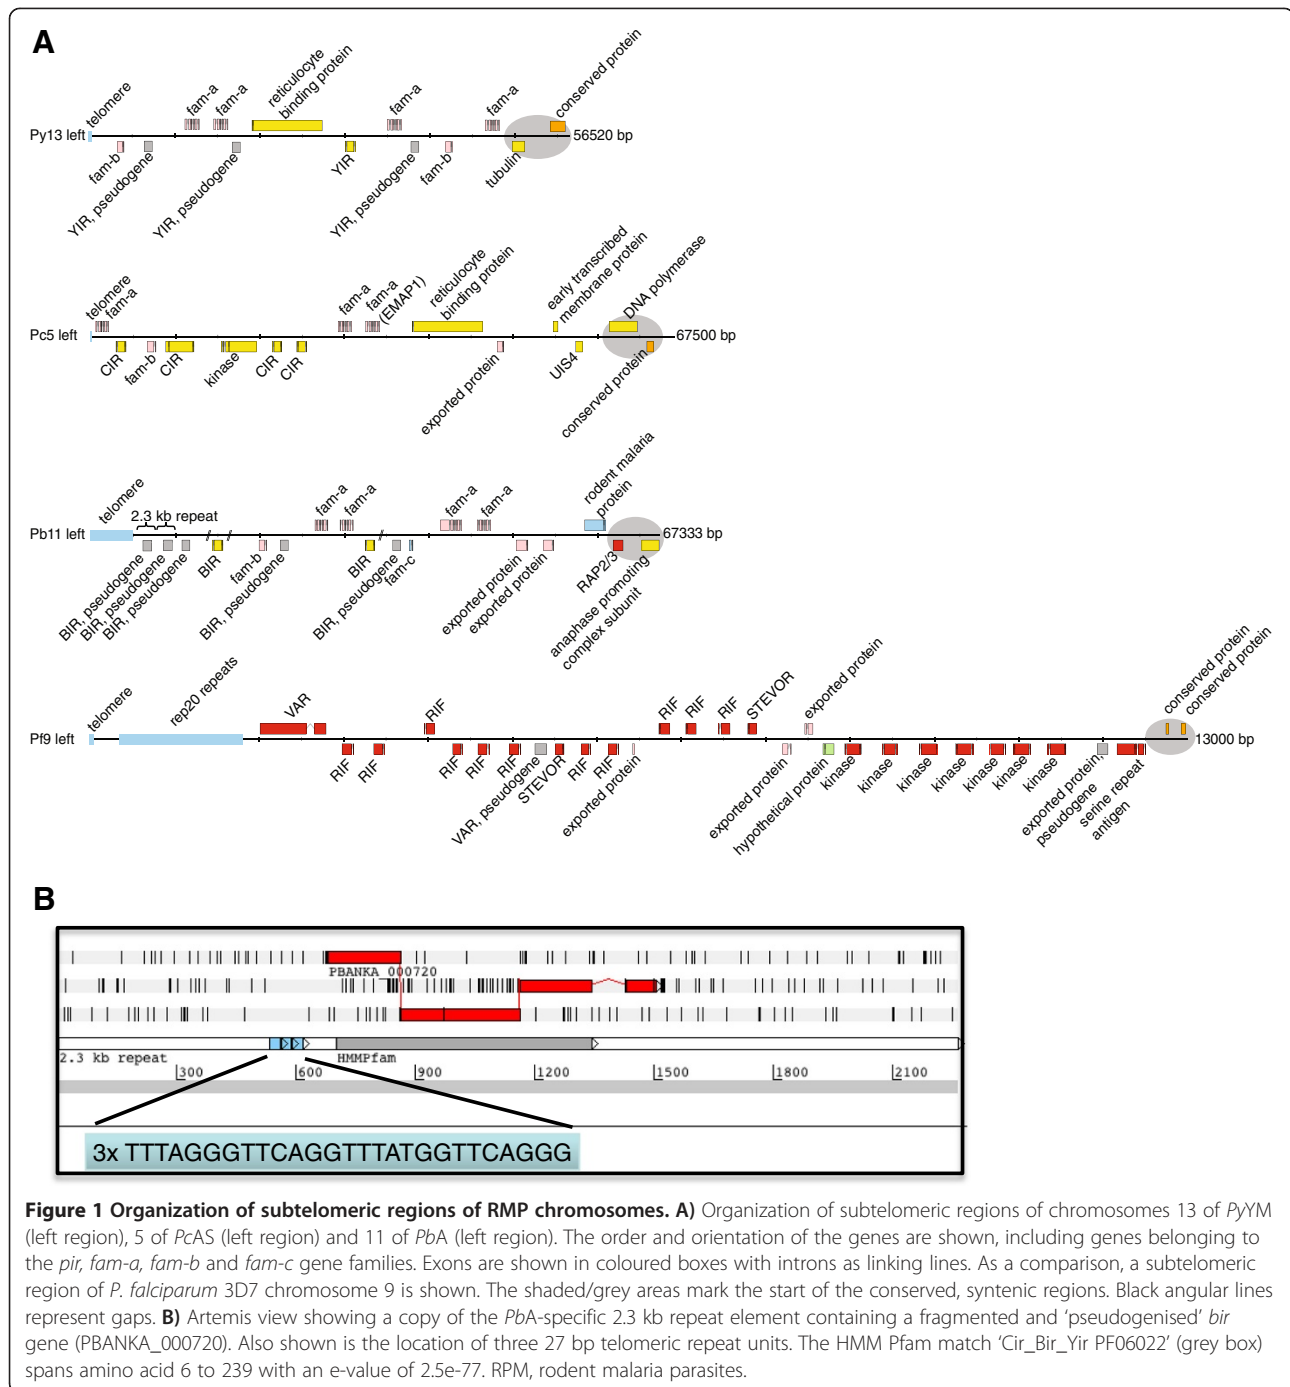 A
Py13 left
telomere
fam-a
fam-a
reticulocyte
binding protein
fam-a
fam-a
conserved protein
56520 bp
fam-b
YIR, pseudogene
YIR, pseudogene
YIR
YIR, pseudogene
fam-b
tubulin
Pc5 left
telomere
fam-a
fam-a
fam-a
(EMAP1)
reticulocyte
binding protein
early transcribed
membrane protein
DNA polymerase
67500 bp
CIR
fam-b
CIR
kinase
CIR
CIR
exported protein
UIS4
conserved protein
Pb11 left
telomere
2.3 kb repeat
fam-a
fam-a
fam-a
fam-a
rodent malaria
protein
67333 bp
BIR, pseudogene
BIR, pseudogene
BIR, pseudogene
BIR
fam-b
BIR, pseudogene
BIR
BIR, pseudogene
fam-c
exported protein
exported protein
RAP2/3
anaphase promoting
complex subunit
Pf9 left
telomere
rep20 repeats
VAR
RIF
RIF
RIF
RIF
STEVOR
exported protein
conserved protein
conserved protein
13000 bp
RIF
RIF
RIF
RIF
RIF
VAR, pseudogene
STEVOR
RIF
RIF
exported protein
exported protein
hypothetical protein
kinase
kinase
kinase
kinase
kinase
kinase
kinase
exported protein,
pseudogene
serine repeat
antigen
B
PBANKA_000720
2.3 kb repeat
HMMPfam
300
600
900
1200
1500
1800
2100
3x TTTAGGGTTCAGGTTTATGGTTCAGGG
Figure 1 Organization of subtelomeric regions of RMP chromosomes. A) Organization of subtelomeric regions of chromosomes 13 of PyYM
(left region), 5 of PcAS (left region) and 11 of PbA (left region). The order and orientation of the genes are shown, including genes belonging to
the pir, fam-a, fam-b and fam-c gene families. Exons are shown in coloured boxes with introns as linking lines. As a comparison, a subtelomeric
region of P. falciparum 3D7 chromosome 9 is shown. The shaded/grey areas mark the start of the conserved, syntenic regions. Black angular lines
represent gaps. B) Artemis view showing a copy of the PbA-specific 2.3 kb repeat element containing a fragmented and ‘pseudogenised’ bir
gene (PBANKA_000720). Also shown is the location of three 27 bp telomeric repeat units. The HMM Pfam match ‘Cir_Bir_Yir PF06022’ (grey box)
spans amino acid 6 to 239 with an e-value of 2.5e-77. RPM, rodent malaria parasites.